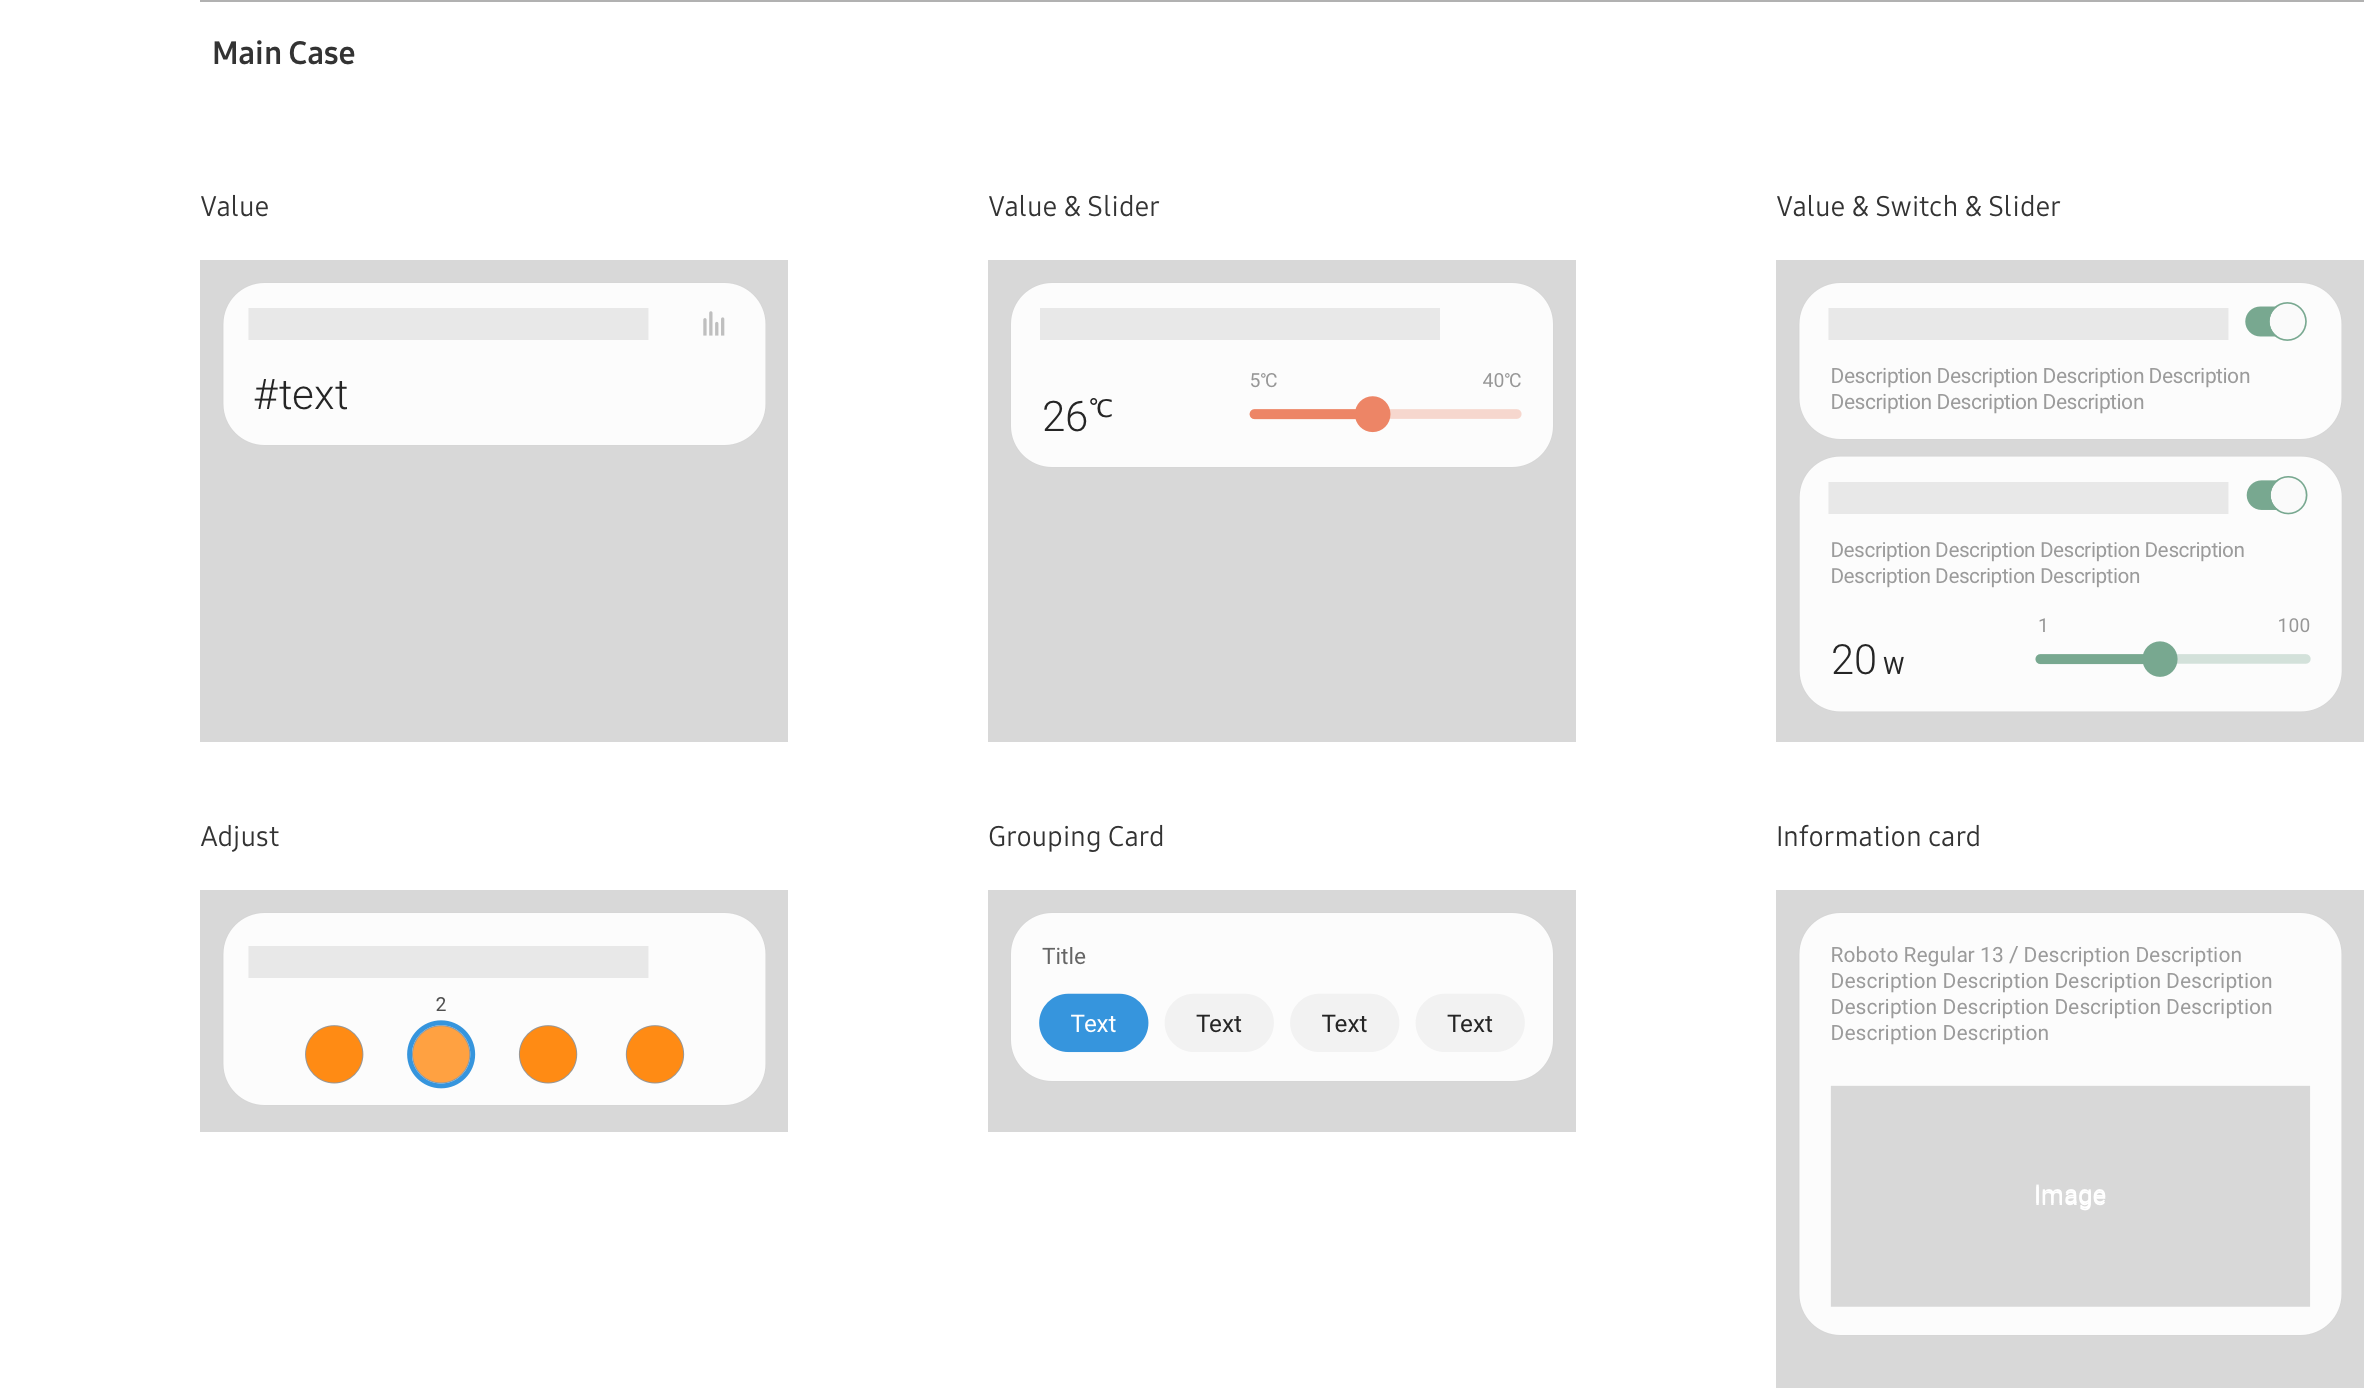 Main Case
Value
Value & Slider
Value & Switch & Slider
#text
5℃
40℃
26℃
Description Description Description Description
Description Description Description
Description Description Description Description
Description Description Description
1
100
20 W
Adjust
Grouping Card
Information card
2
Title
Text
Text
Text
Text
Roboto Regular 13 / Description Description
Description Description Description Description
Description Description Description Description
Description Description
Image